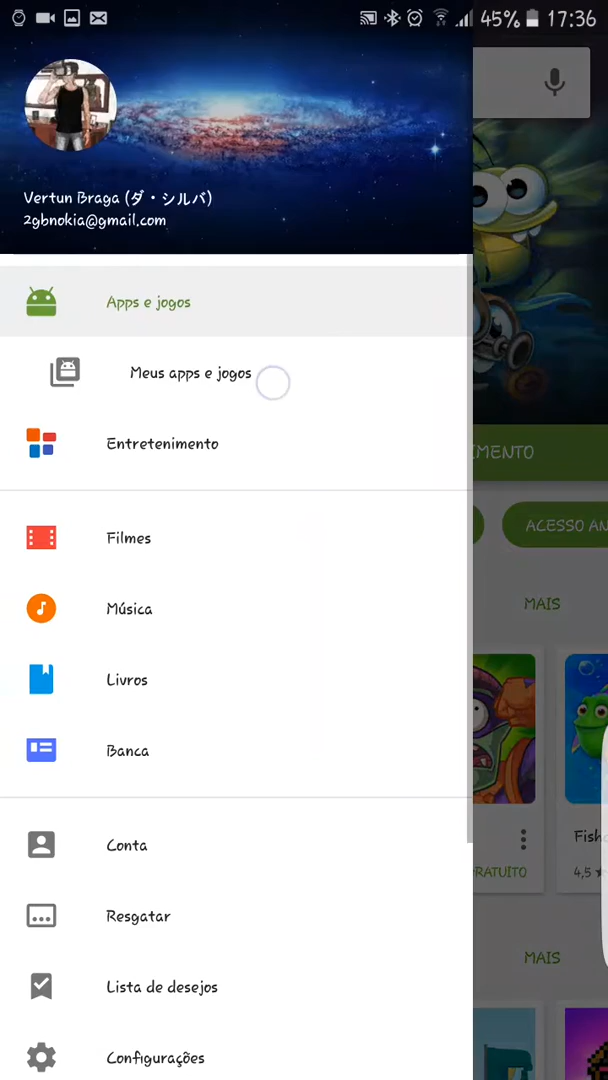 45% 17:36
Vertun Braga (ダ・シルバ)
2gbnokia@gmail.com
Apps e jogos
Meus apps e jogos
Entretenimento
IMENTO
Filmes
ACESSO AN
MAIS
Música
Livros
Banca
Conta
Fish
RATUITO
4,5
Resgatar
MAIS
Lista de desejos
Configurações